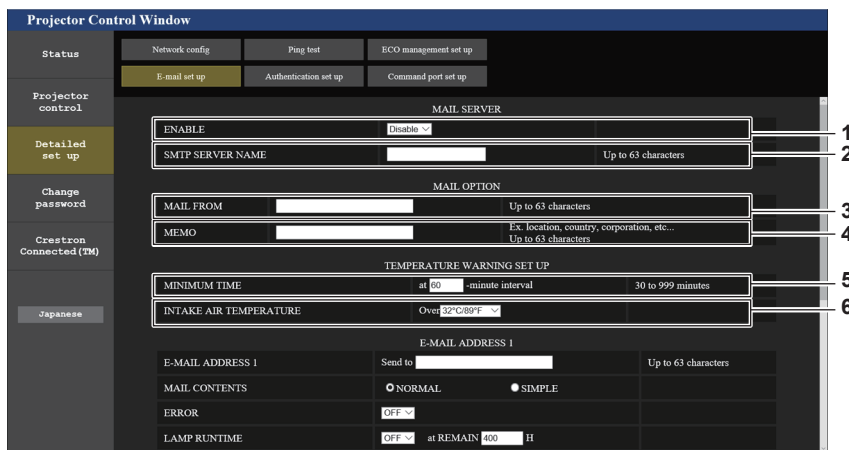 Projector Control Window
Status
Network config
Ping test
ECO management set up
E-mail set up
Authentication set up
Command port set up
Projector
control
Detailed
set up
Change
password
Crestron
Connected(TM)
Japanese
MAIL SERVER
ENABLE Disable 1
SMTP SERVER NAME Up to 63 characters 2
MAIL OPTION
MAIL FROM Up to 63 characters 3
MEMO Ex. location, country, corporation, etc...
Up to 63 characters 4
TEMPERATURE WARNING SET UP
MINIMUM TIME at 60 -minute interval 30 to 999 minutes 5
INTAKE AIR TEMPERATURE Over 32°C/89°F 6
E-MAIL ADDRESS 1
E-MAIL ADDRESS 1 Send to Up to 63 characters
MAIL CONTENTS NORMAL SIMPLE
ERROR OFF
LAMP RUNTIME OFF at REMAIN 400 H